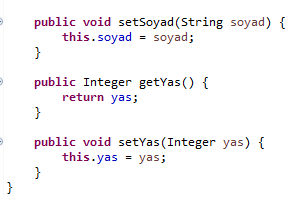 public void setSoyad(String soyad) {
this.soyad = soyad;
}
public Integer getYas() {
return yas;
}
public void setYas(Integer yas) {
this.yas = yas;
}
}